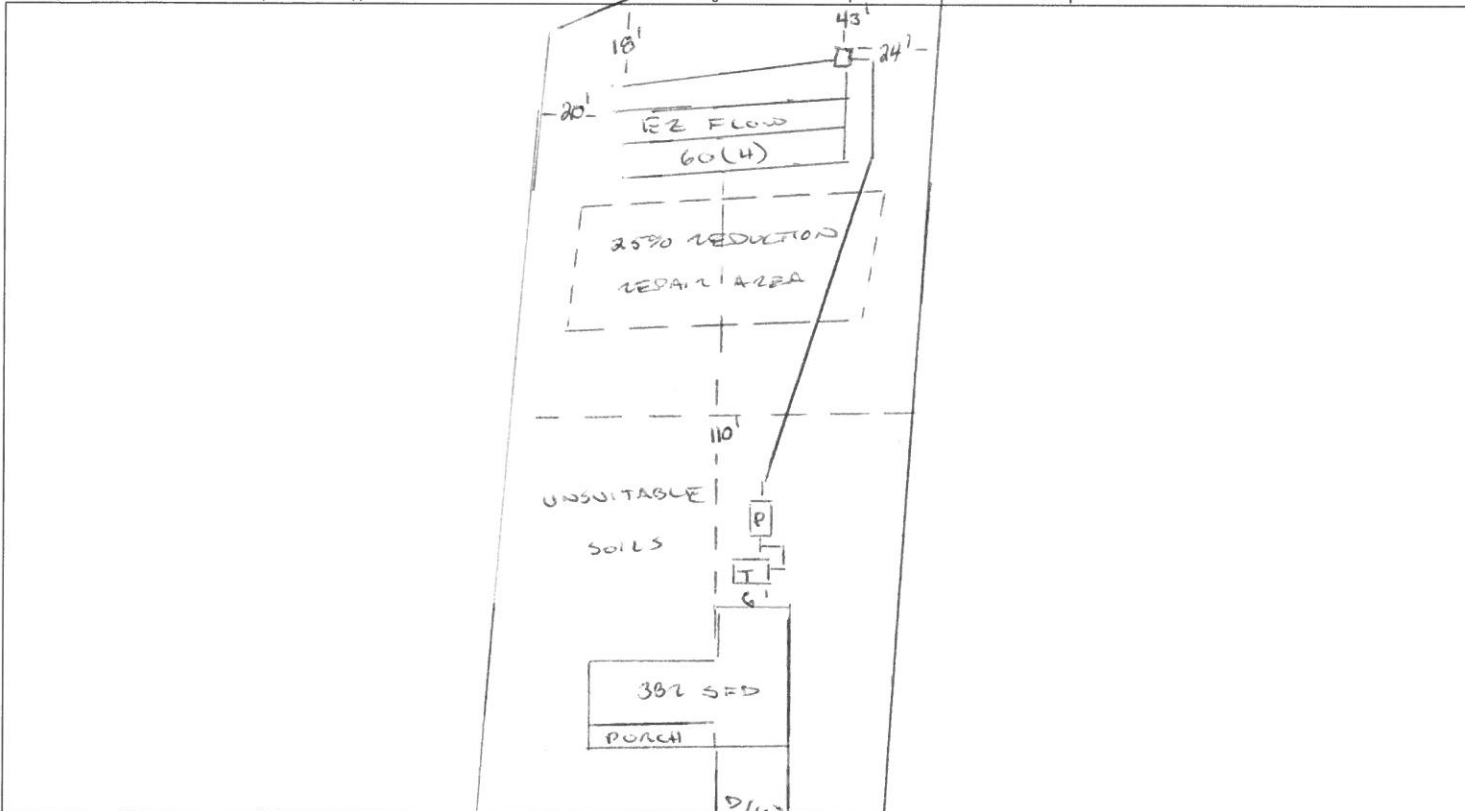 18'
43'
24'-
-20'-
EZ FLOW
60(4)
25% REDUCTION
REPAIR AREA
110'
UNSUITABLE
SOILS
P
T
6'
3BR SFD
PORCH